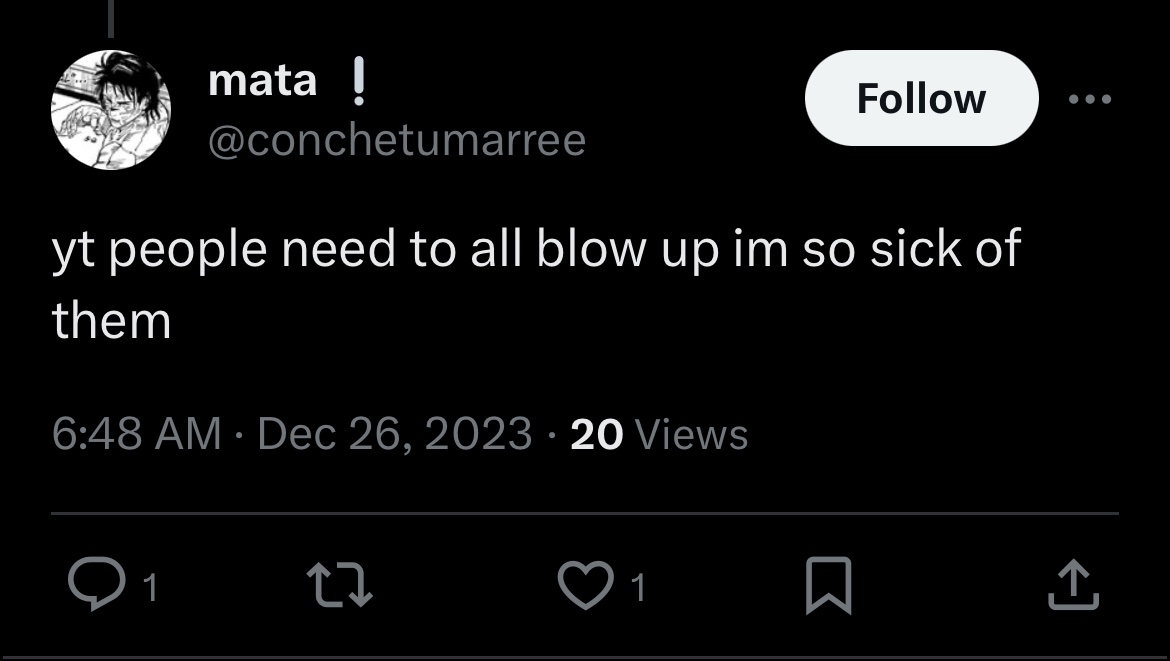 mata ❕
@conchetumarree
Follow
yt people need to all blow up im so sick of
them
6:48 AM · Dec 26, 2023 · 20 Views
1
1